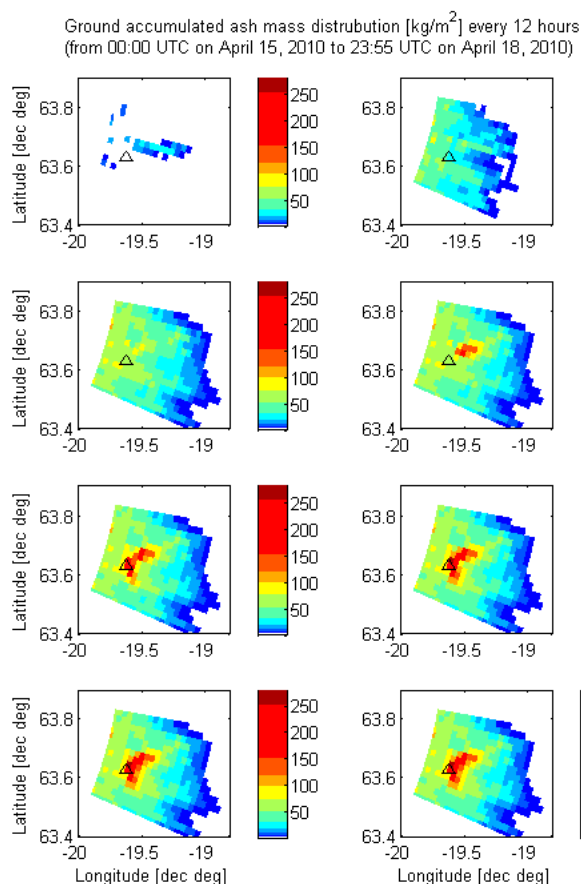 Ground accumulated ash mass distrubution [kg/m²] every 12 hours
(from 00:00 UTC on April 15, 2010 to 23:55 UTC on April 18, 2010)
Latitude [dec deg]
63.8
63.6
63.4
-20 -19.5 -19
250
200
150
100
50
63.8
63.6
63.4
-20 -19.5 -19
Latitude [dec deg]
63.8
63.6
63.4
-20 -19.5 -19
250
200
150
100
50
63.8
63.6
63.4
-20 -19.5 -19
Latitude [dec deg]
63.8
63.6
63.4
-20 -19.5 -19
250
200
150
100
50
63.8
63.6
63.4
-20 -19.5 -19
Latitude [dec deg]
63.8
63.6
63.4
-20 -19.5 -19
Longitude [dec deg]
250
200
150
100
50
63.8
63.6
63.4
-20 -19.5 -19
Longitude [dec deg]